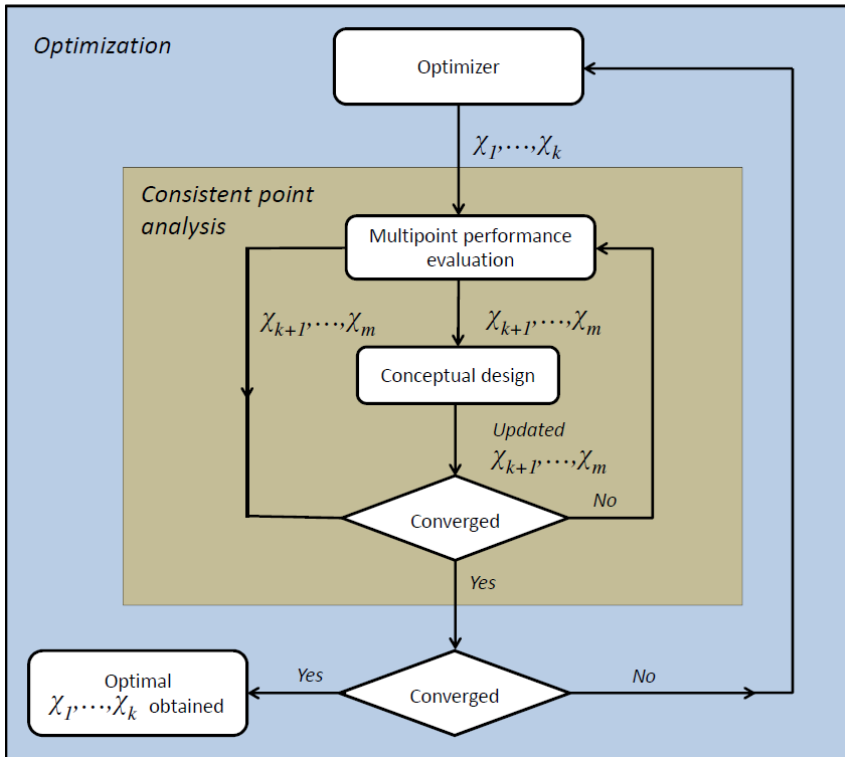 Optimization
Optimizer
χ₁,…,χₖ
Consistent point
analysis
Multipoint performance
evaluation
χₖ₊₁,…,χₘ
χₖ₊₁,…,χₘ
Conceptual design
Updated
χₖ₊₁,…,χₘ
Converged
No
Yes
Optimal
χ₁,…,χₖ obtained
Yes
Converged
No